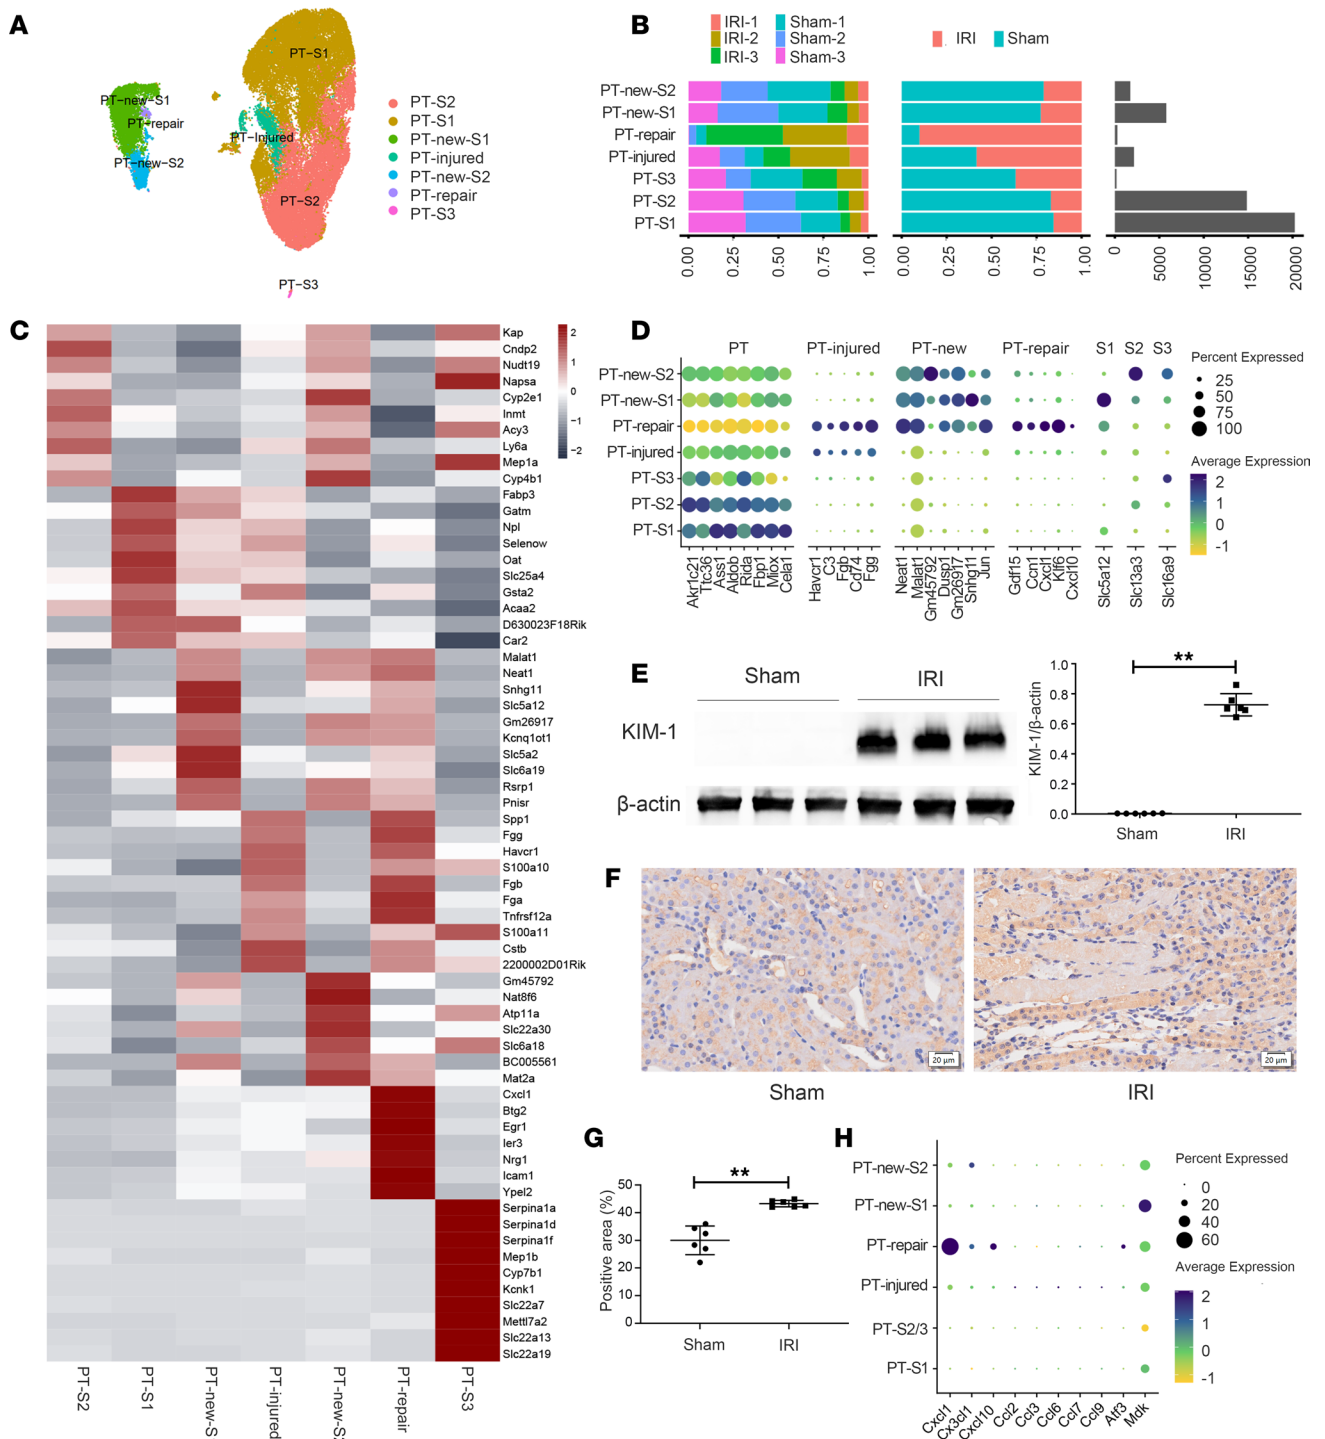 A
PT-S1
PT-new-S1
PT-repair
PT-Injured
PT-new-S2
PT-S2
PT-S3
PT-S2
PT-S1
PT-new-S1
PT-injured
PT-new-S2
PT-repair
PT-S3
B
IRI-1 Sham-1
IRI-2 Sham-2
IRI-3 Sham-3
IRI Sham
PT-new-S2
PT-new-S1
PT-repair
PT-injured
PT-S3
PT-S2
PT-S1
0.00 0.25 0.50 0.75 1.00
0.00 0.25 0.50 0.75 1.00
0 5000 10000 15000 20000
C
Kap
Cndp2
Nudt19
Napsa
Cyp2e1
Inmt
Acy3
Ly6a
Mep1a
Cyp4b1
Fabp3
Gatm
Npl
Selenow
Oat
Slc25a4
Gsta2
Acaa2
D630023F18Rik
Car2
Malat1
Neat1
Snhg11
Slc5a12
Gm26917
Kcnq1ot1
Slc5a2
Slc6a19
Rsrp1
Pnisr
Spp1
Fgg
Havcr1
S100a10
Fgb
Fga
Tnfrsf12a
S100a11
Cstb
2200002D01Rik
Gm45792
Nat8f6
Atp11a
Slc22a30
Slc6a18
BC005561
Mat2a
Cxcl1
Btg2
Egr1
Ier3
Nrg1
Icam1
Ypel2
Serpina1a
Serpina1d
Serpina1f
Mep1b
Cyp7b1
Kcnk1
Slc22a7
Mettl7a2
Slc22a13
Slc22a19
2
1
0
-1
-2
PT-S2 PT-S1 PT-new-S PT-injured PT-new-S2 PT-repair PT-S3
D
PT PT-injured PT-new PT-repair S1 S2 S3
PT-new-S2
PT-new-S1
PT-repair
PT-injured
PT-S3
PT-S2
PT-S1
Akr1c21 Ttc36 Ass1 Aldob Rida Fbp1 Miox Cela1 Havcr1 C3 Fgb Cd74 Fgg Neat1 Malat1 Gm45792 Dusp1 Gm26917 Snhg11 Jun Gdf15 Ccn1 Cxcl1 Klf6 Cxcl10 Slc5a12 Slc13a3 Slc16a9
Percent Expressed
25
50
75
100
Average Expression
2
1
0
-1
E
Sham IRI
KIM-1
β-actin
KIM-1/β-actin
1.0
0.8
0.6
0.4
0.2
0.0
**
Sham IRI
F
20 μm
20 μm
Sham IRI
G
Positive area (%)
50
40
30
20
10
0
**
Sham IRI
H
PT-new-S2
PT-new-S1
PT-repair
PT-injured
PT-S2/3
PT-S1
Cxcl1 Cx3cl1 Cxcl10 Ccl2 Ccl3 Ccl6 Ccl7 Ccl9 Atf3 Mdk
Percent Expressed
0
20
40
60
Average Expression
2
1
0
-1